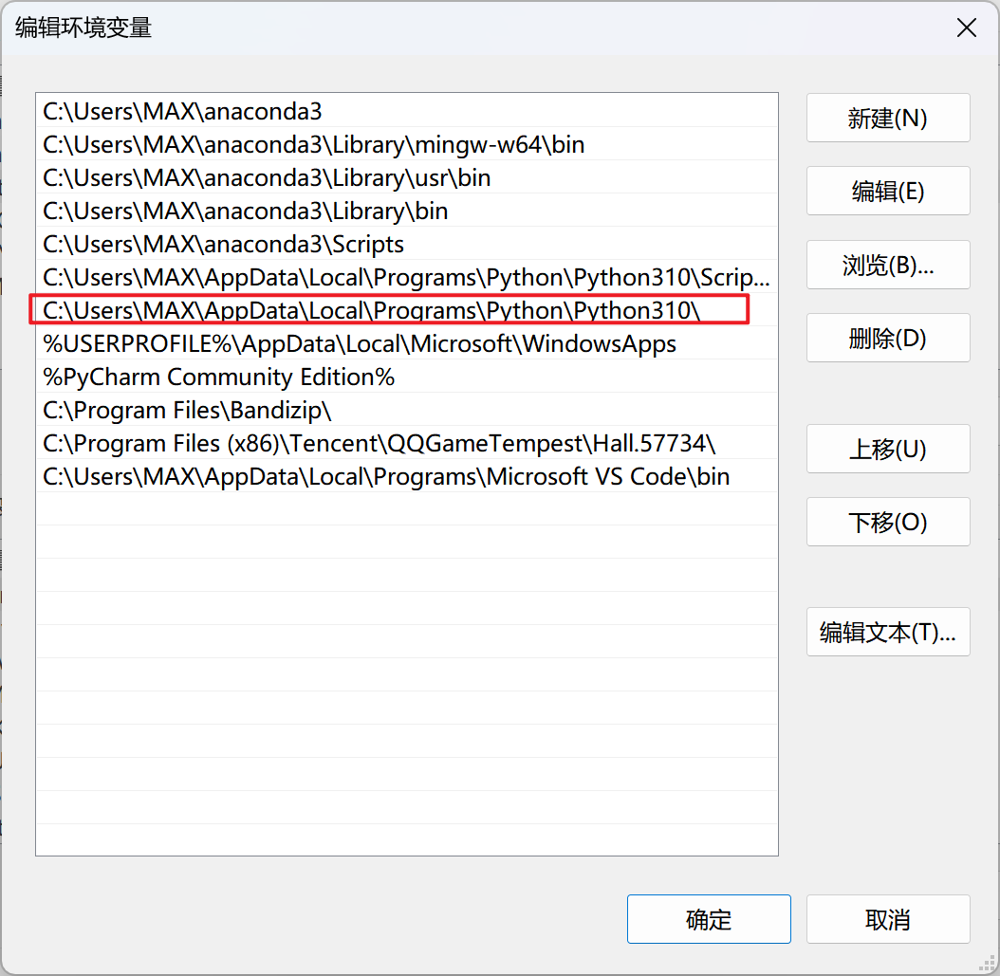 编辑环境变量
C:\Users\MAX\anaconda3
C:\Users\MAX\anaconda3\Library\mingw-w64\bin
C:\Users\MAX\anaconda3\Library\usr\bin
C:\Users\MAX\anaconda3\Library\bin
C:\Users\MAX\anaconda3\Scripts
C:\Users\MAX\AppData\Local\Programs\Python\Python310\Scrip...
C:\Users\MAX\AppData\Local\Programs\Python\Python310\
%USERPROFILE%\AppData\Local\Microsoft\WindowsApps
%PyCharm Community Edition%
C:\Program Files\Bandizip\
C:\Program Files (x86)\Tencent\QQGameTempest\Hall.57734\
C:\Users\MAX\AppData\Local\Programs\Microsoft VS Code\bin
新建(N)
编辑(E)
浏览(B)...
删除(D)
上移(U)
下移(O)
编辑文本(T)...
确定
取消